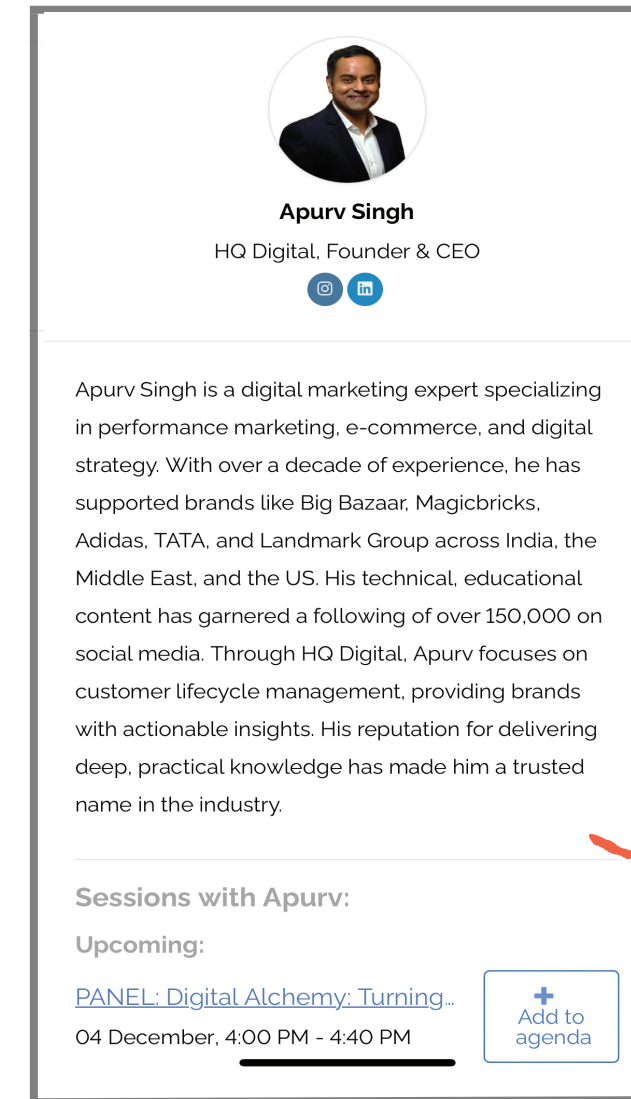 Apurv Singh
HQ Digital, Founder & CEO
in
Apurv Singh is a digital marketing expert specializing
in performance marketing, e-commerce, and digital
strategy. With over a decade of experience, he has
supported brands like Big Bazaar, Magicbricks,
Adidas, TATA, and Landmark Group across India, the
Middle East, and the US. His technical, educational
content has garnered a following of over 150,000 on
social media. Through HQ Digital, Apurv focuses on
customer lifecycle management, providing brands
with actionable insights. His reputation for delivering
deep, practical knowledge has made him a trusted
name in the industry.
Sessions with Apurv:
Upcoming:
PANEL: Digital Alchemy: Turning...
04 December, 4:00 PM - 4:40 PM
Add to
agenda